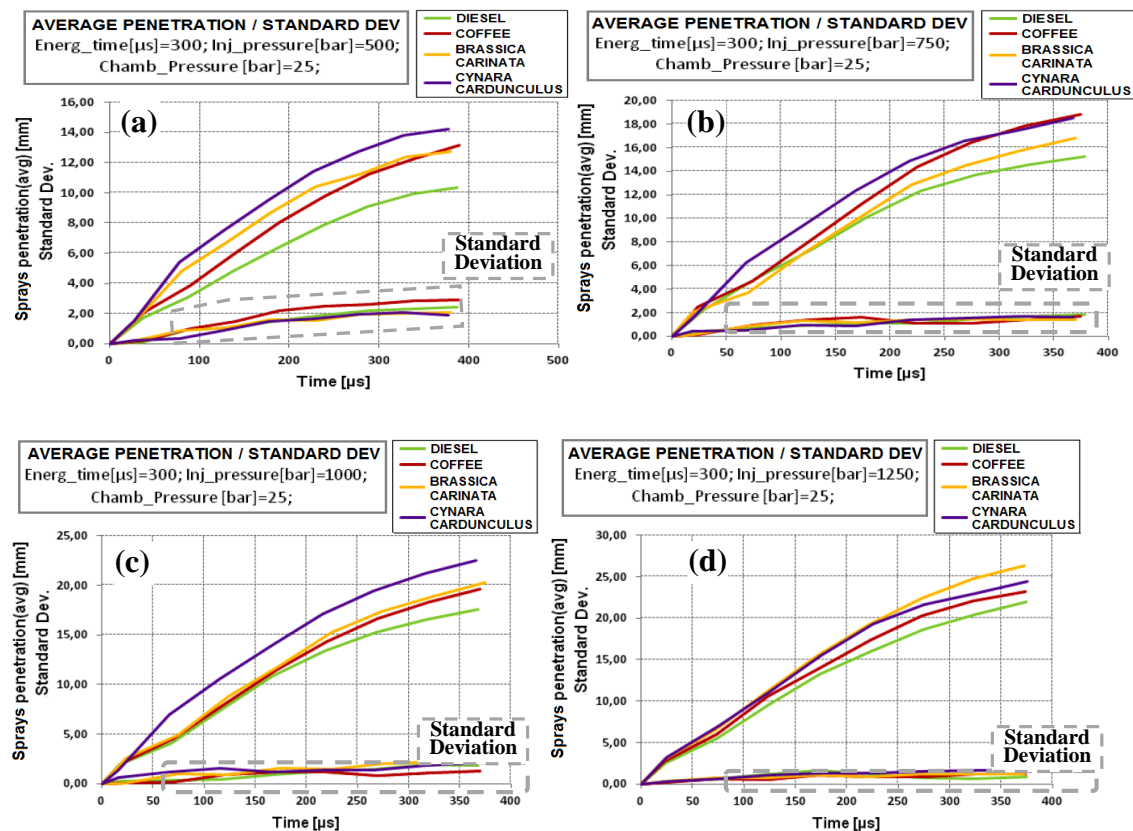 AVERAGE PENETRATION / STANDARD DEV
Energ_time[µs]=300; Inj_pressure[bar]=500;
Chamb_Pressure [bar]=25;
DIESEL
COFFEE
BRASSICA
CARINATA
CYNARA
CARDUNCULUS
(a)
Sprays penetration(avg) [mm]
Standard Dev.
16,00
14,00
12,00
10,00
8,00
6,00
4,00
2,00
0,00
Standard
Deviation
0 100 200 300 400 500
Time [µs]
AVERAGE PENETRATION / STANDARD DEV
Energ_time[µs]=300; Inj_pressure[bar]=750;
Chamb_Pressure [bar]=25;
DIESEL
COFFEE
BRASSICA
CARINATA
CYNARA
CARDUNCULUS
(b)
Sprays penetration(avg) [mm]
Standard Dev.
20,00
18,00
16,00
14,00
12,00
10,00
8,00
6,00
4,00
2,00
0,00
Standard
Deviation
0 50 100 150 200 250 300 350 400
Time [µs]
AVERAGE PENETRATION / STANDARD DEV
Energ_time[µs]=300; Inj_pressure[bar]=1000;
Chamb_Pressure [bar]=25;
DIESEL
COFFEE
BRASSICA
CARINATA
CYNARA
CARDUNCULUS
(c)
Sprays penetration(avg) [mm]
Standard Dev.
25,00
20,00
15,00
10,00
5,00
0,00
Standard
Deviation
0 50 100 150 200 250 300 350 400
Time [µs]
AVERAGE PENETRATION / STANDARD DEV
Energ_time[µs]=300; Inj_pressure[bar]=1250;
Chamb_Pressure [bar]=25;
DIESEL
COFFEE
BRASSICA
CARINATA
CYNARA
CARDUNCULUS
(d)
Sprays penetration(avg) [mm]
Standard Dev.
30,00
25,00
20,00
15,00
10,00
5,00
0,00
Standard
Deviation
0 50 100 150 200 250 300 350 400
Time [µs]